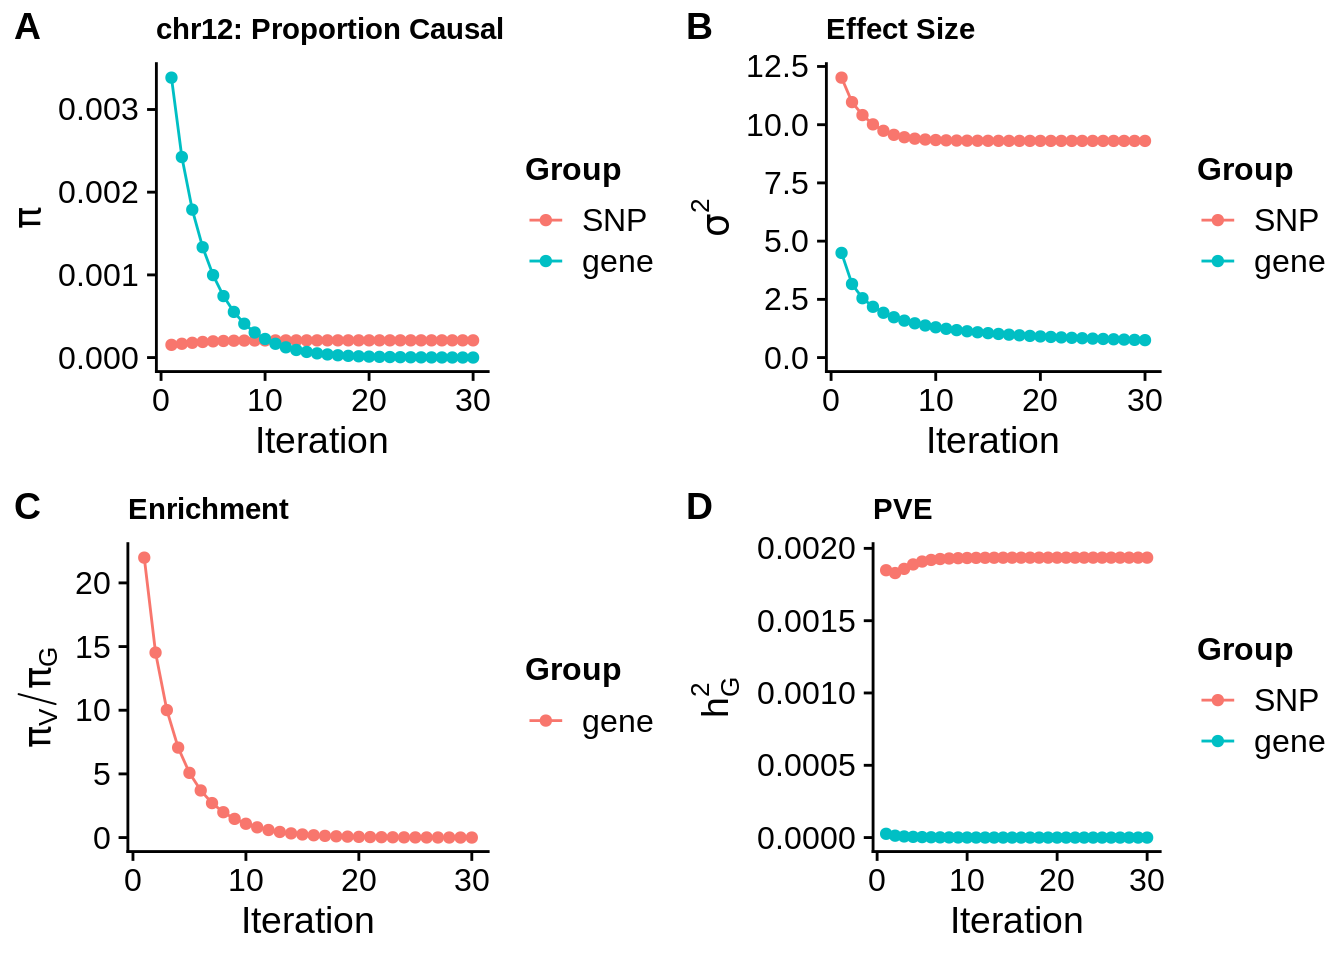 A
chr12: Proportion Causal
0.003
0.002
0.001
0.000
π
0 10 20 30
Iteration
Group
SNP
gene
B
Effect Size
12.5
10.0
7.5
5.0
2.5
0.0
σ²
0 10 20 30
Iteration
Group
SNP
gene
C
Enrichment
20
15
10
5
0
π_V/π_G
0 10 20 30
Iteration
Group
gene
D
PVE
0.0020
0.0015
0.0010
0.0005
0.0000
h²_G
0 10 20 30
Iteration
Group
SNP
gene